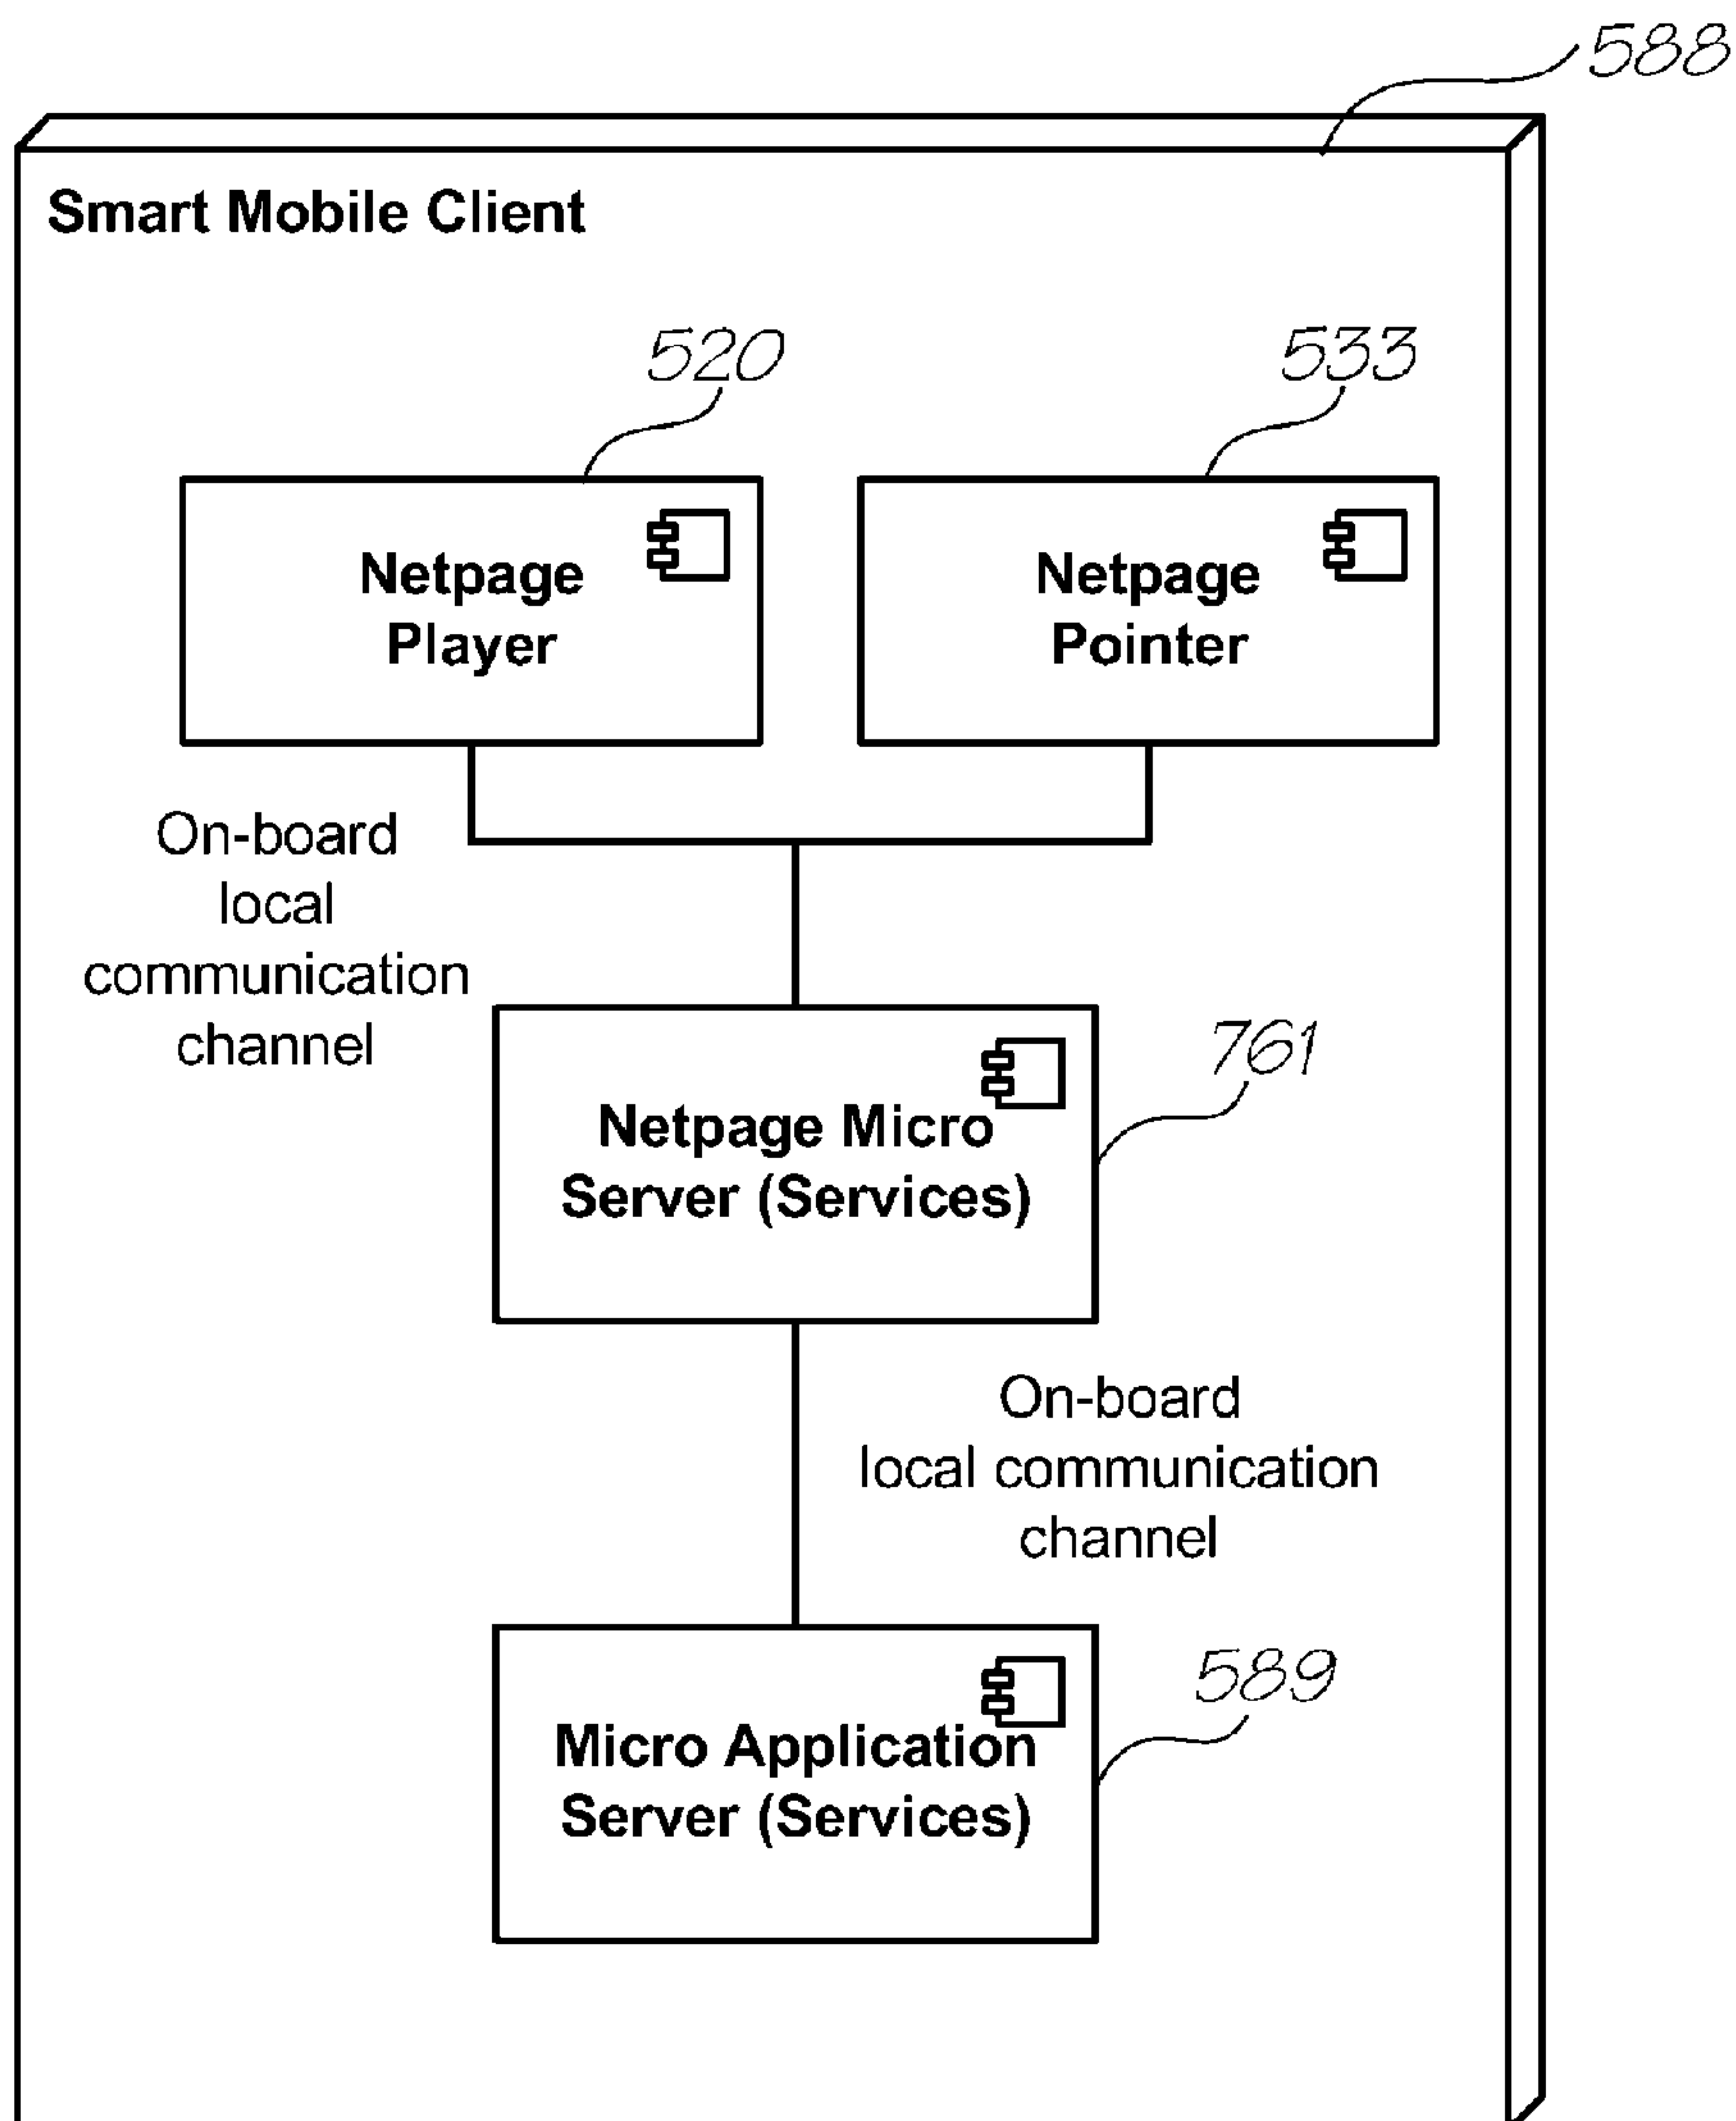 588
Smart Mobile Client
520
533
Netpage
Player
Netpage
Pointer
On-board
local
communication
channel
761
Netpage Micro
Server (Services)
On-board
local communication
channel
589
Micro Application
Server (Services)